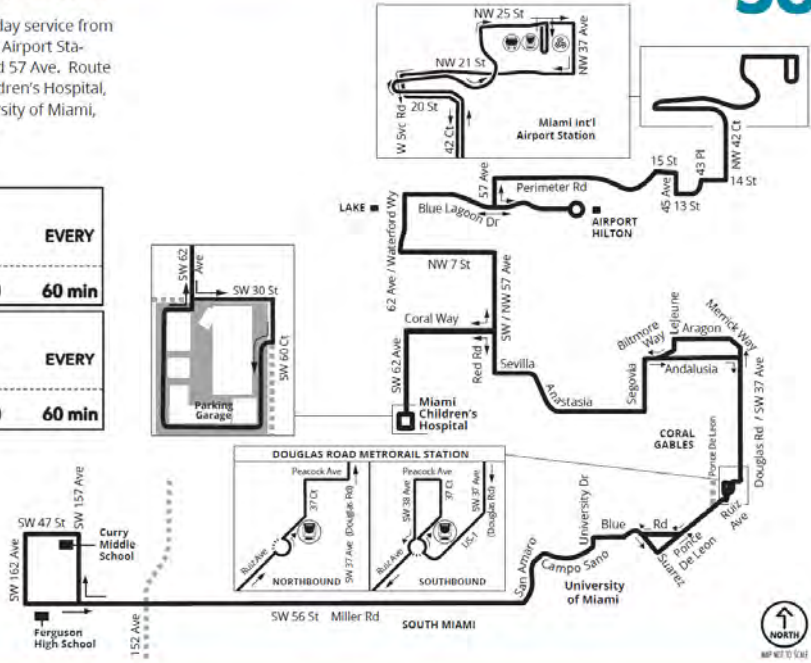 lay service from
Airport Sta-
d 57 Ave. Route
dren's Hospital,
rsity of Miami,
EVERY
60 min
EVERY
60 min
NW 25 St
NW 37 Ave
NW 21 St
20 St
W Svc Rd
42 Ct
Miami Int'l
Airport Station
NW 42 Ct
14 St
43 Pl
15 St
45 Ave
13 St
57 Ave
Perimeter Rd
LAKE
Blue Lagoon Dr
AIRPORT
HILTON
62 Ave / Waterford Wy
NW 7 St
SW / NW 57 Ave
SW 62
Ave
SW 30 St
SW 60 Ct
Parking
Garage
Coral Way
SW 62 Ave
Red Rd
Miami
Children's
Hospital
Sevilla
Anastasia
Segovia
Biltmore
Way
Lejeune
Aragon
Merrick Way
Andalusia
CORAL
GABLES
Ponce De Leon
Douglas Rd / SW 37 Ave
Ruiz
Ave
DOUGLAS ROAD METRORAIL STATION
Peacock Ave
37 Ct
SW 37 Ave (Douglas Rd)
Ruiz Ave
NORTHBOUND
Peacock Ave
SW 38 Ave
37 Ct
SW 37 Ave
(Douglas Rd)
US-1
Ruiz Ave
SOUTHBOUND
University Dr
Blue Rd
Ponce
De Leon
Suarez
San Amaro
Campo Sano
University
of Miami
SW 47 St
SW 157 Ave
SW 162 Ave
Curry
Middle
School
Ferguson
High School
152 Ave
SW 56 St Miller Rd
SOUTH MIAMI
NORTH
MAP NOT TO SCALE